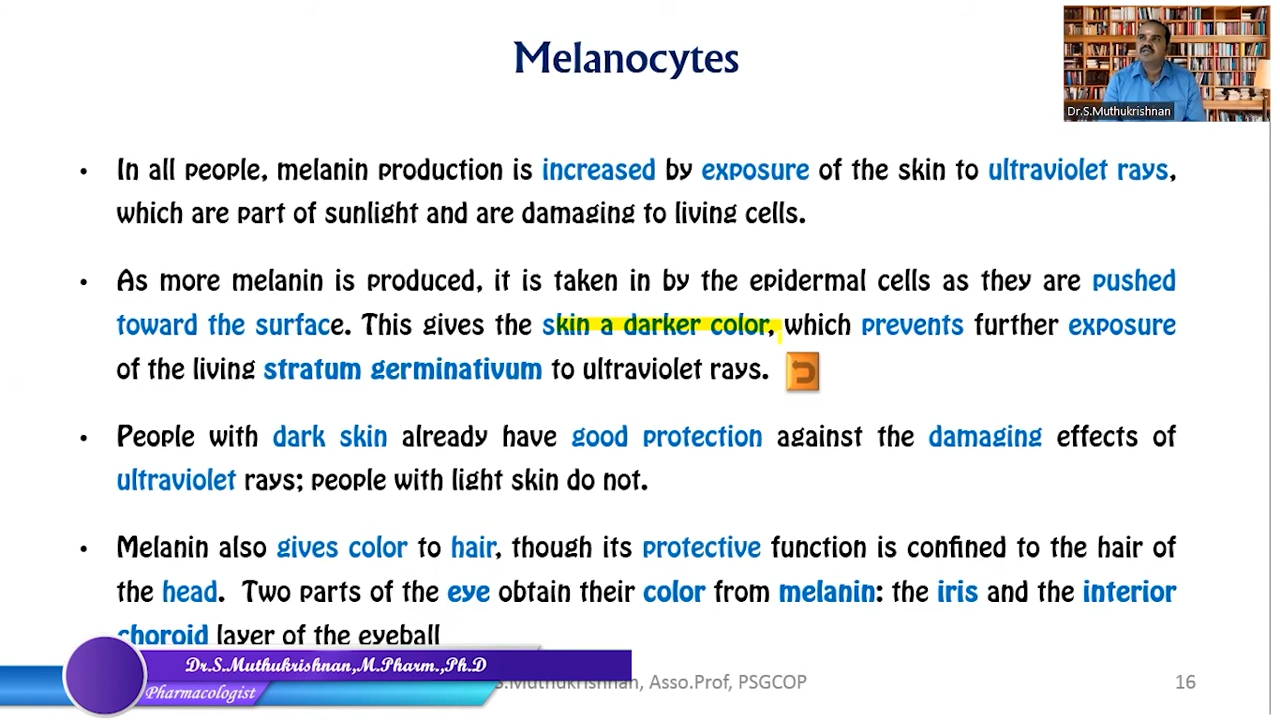 Melanocytes
Dr.S.Muthukrishnan
• In all people, melanin production is increased by exposure of the skin to ultraviolet rays,
which are part of sunlight and are damaging to living cells.
• As more melanin is produced, it is taken in by the epidermal cells as they are pushed
toward the surface. This gives the skin a darker color, which prevents further exposure
of the living stratum germinativum to ultraviolet rays.
• People with dark skin already have good protection against the damaging effects of
ultraviolet rays; people with light skin do not.
• Melanin also gives color to hair, though its protective function is confined to the hair of
the head. Two parts of the eye obtain their color from melanin: the iris and the interior
choroid layer of the eyeball
Dr.S.Muthukrishnan,M.Pharm.,Ph.D
Pharmacologist
S.Muthukrishnan, Asso.Prof, PSGCOP
16